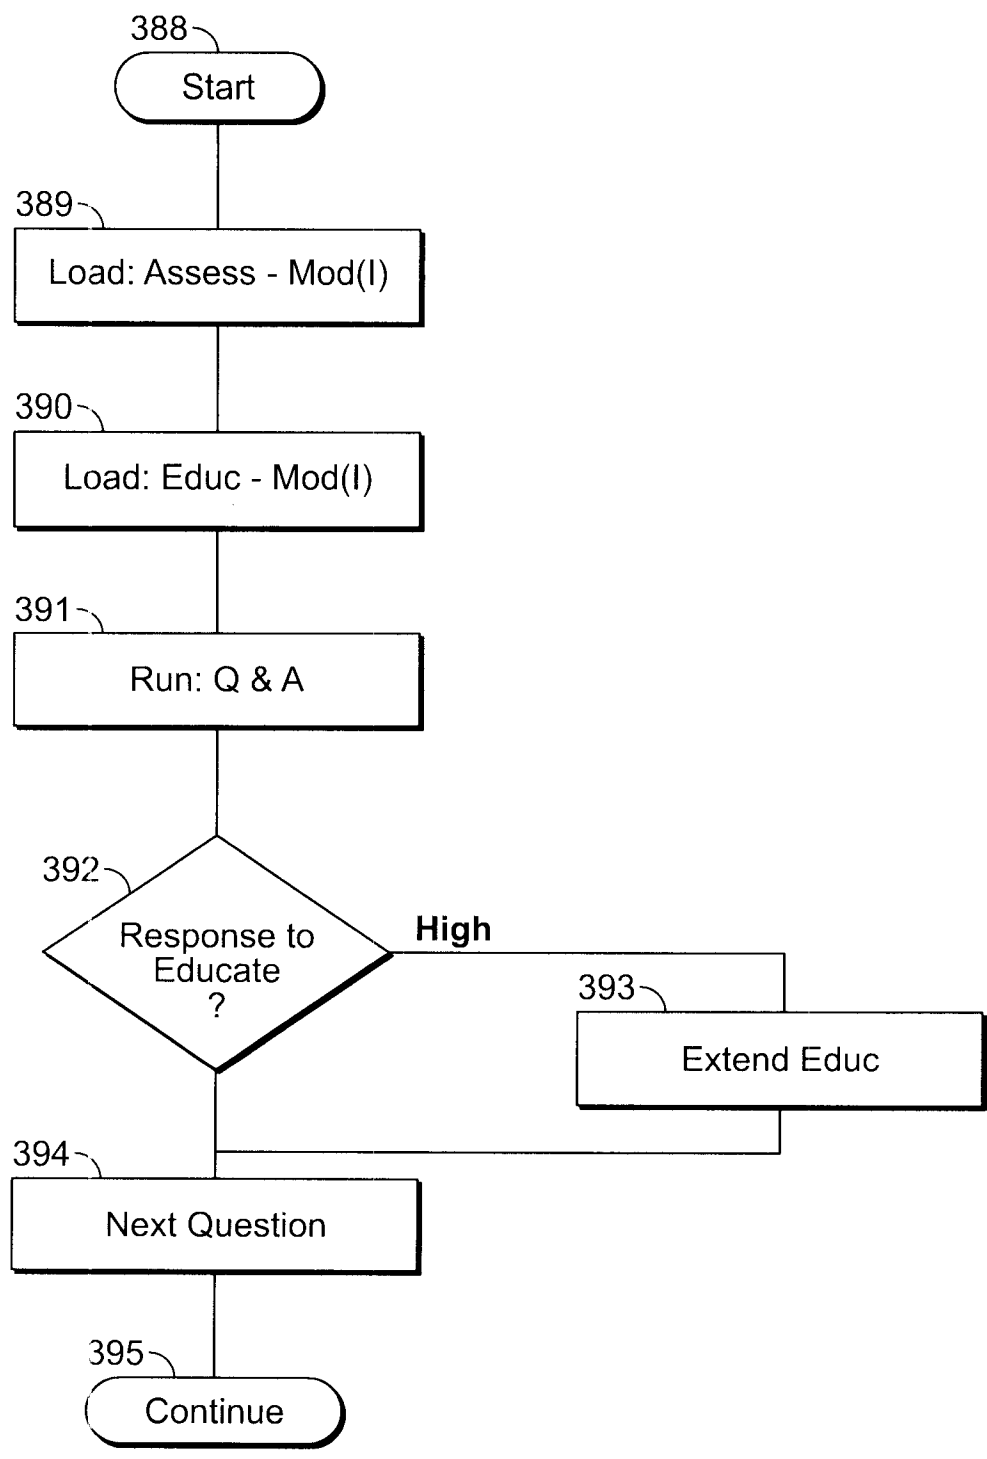 388
Start
389
Load: Assess - Mod(I)
390
Load: Educ - Mod(I)
391
Run: Q & A
392
Response to
Educate
?
High
393
Extend Educ
394
Next Question
395
Continue